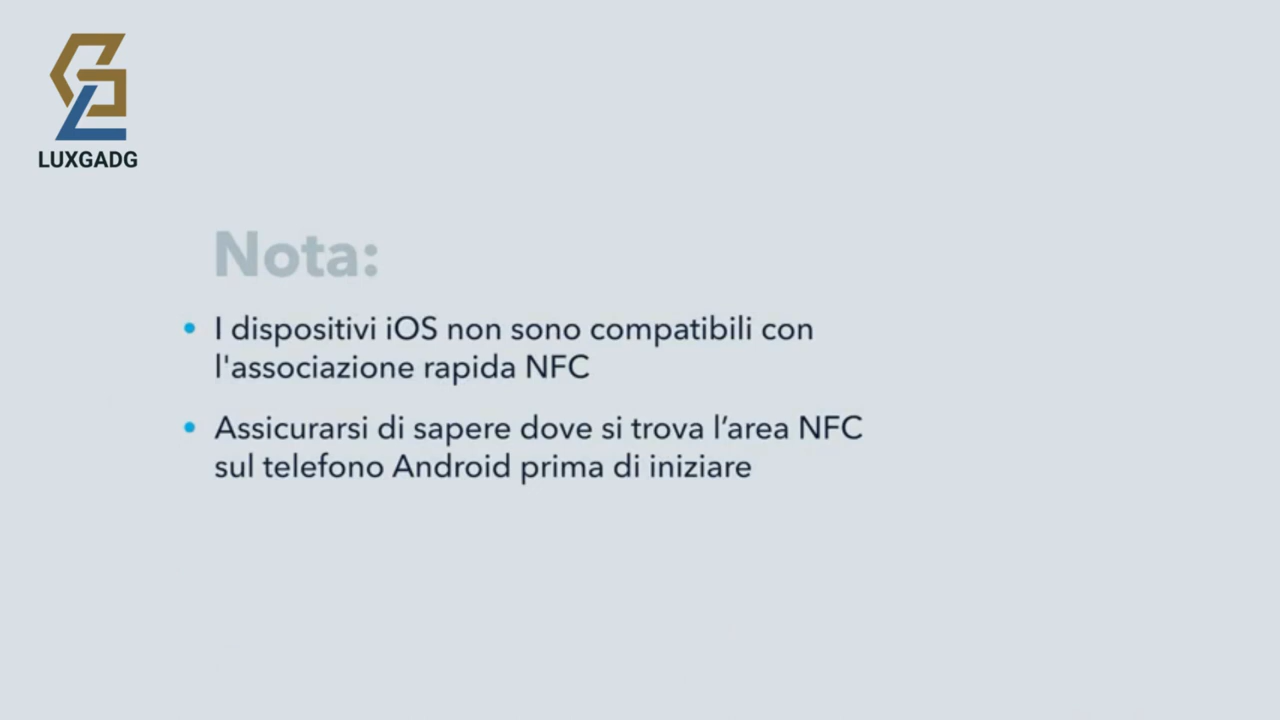 LUXGADG
Nota:
• I dispositivi iOS non sono compatibili con
l'associazione rapida NFC
• Assicurarsi di sapere dove si trova l’area NFC
sul telefono Android prima di iniziare